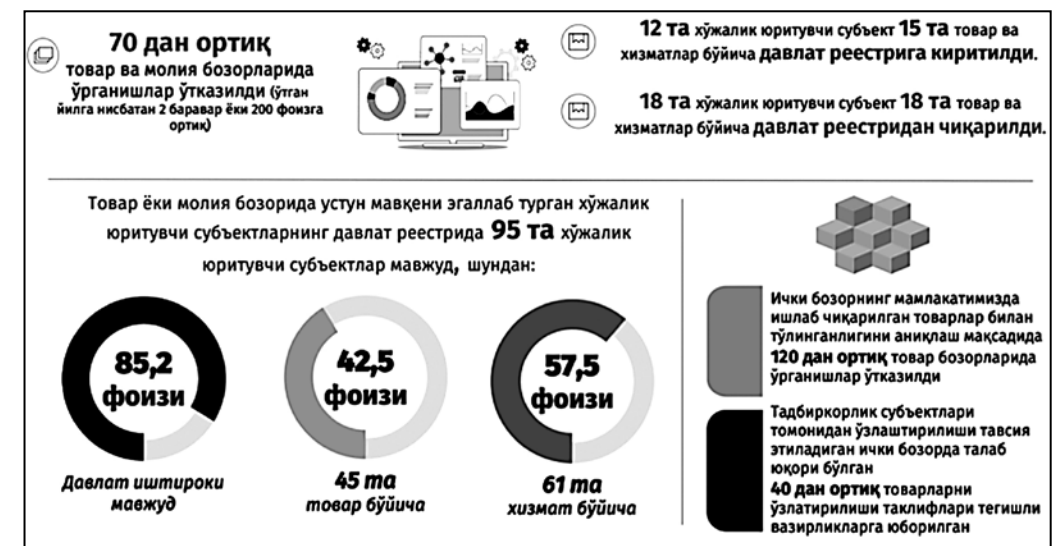 70 дан ортиқ
товар ва молия бозорларида
ўрганишлар ўтказилди (ўтган
йилга нисбатан 2 баравар ёки 200 фоизга
ортиқ)
12 та хўжалик юритувчи субъект 15 та товар ва
хизматлар бўйича давлат реестрига киритилди.
18 та хўжалик юритувчи субъект 18 та товар ва
хизматлар бўйича давлат реестридан чиқарилди.
Товар ёки молия бозорида устун мавқени эгаллаб турган хўжалик
юритувчи субъектларнинг давлат реестрида 95 та хўжалик
юритувчи субъектлар мавжуд, шундан:
85,2
фоизи
Давлат иштироки
мавжуд
42,5
фоизи
45 та
товар бўйича
57,5
фоизи
61 та
хизмат бўйича
Ички бозорнинг мамлакатимизда
ишлаб чиқарилган товарлар билан
тўлинганлигини аниқлаш мақсадида
120 дан ортиқ товар бозорларида
ўрганишлар ўтказилди
Тадбиркорлик субъектлари
томонидан ўзлаштирилиши тавсия
этиладиган ички бозорда талаб
юқори бўлган
40 дан ортиқ товарларни
ўзлатирилиши таклифлари тегишли
вазирликларга юборилган